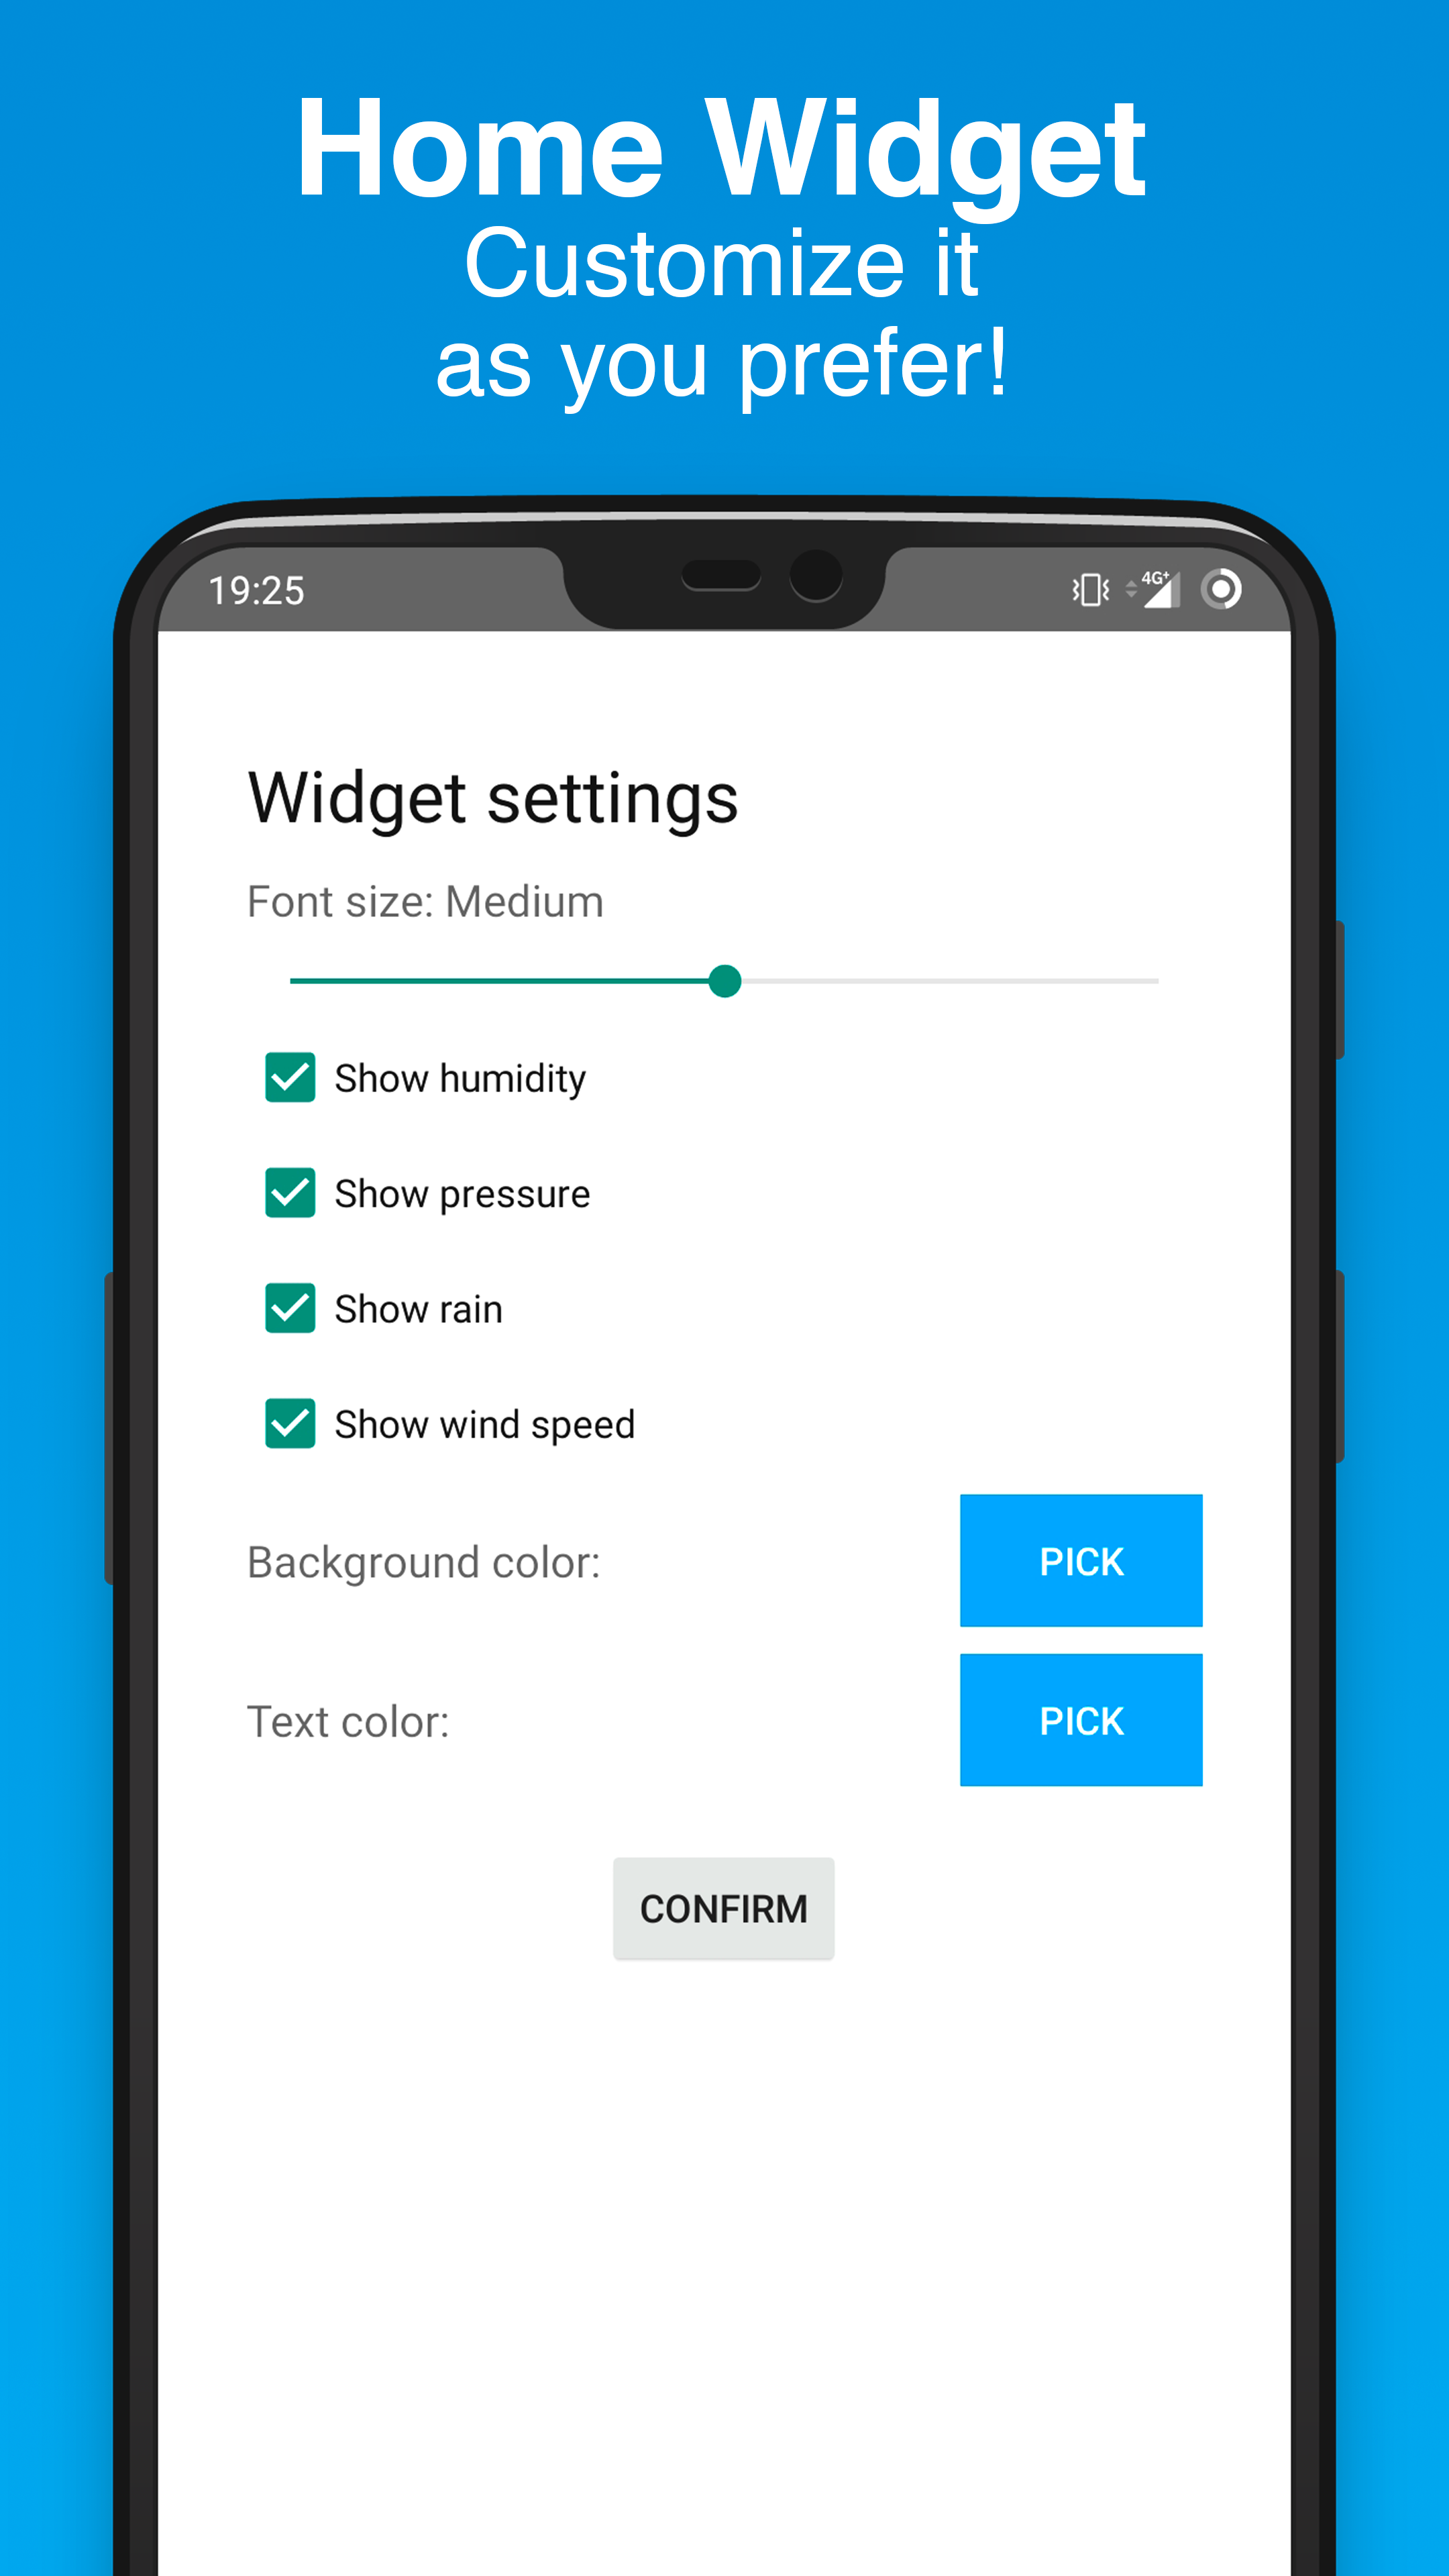 Home Widget
Customize it
as you prefer!
19:25
4G+
Widget settings
Font size: Medium
Show humidity
Show pressure
Show rain
Show wind speed
Background color:
PICK
Text color:
PICK
CONFIRM